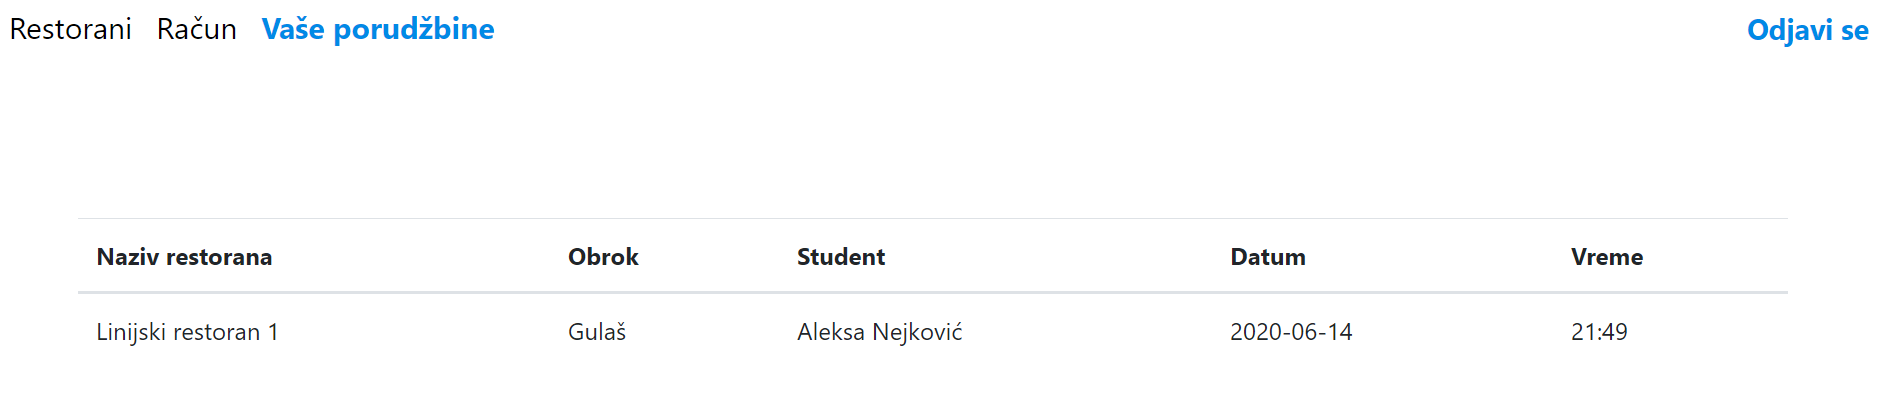 Restorani Račun Vaše porudžbine Odjavi se
Naziv restorana Obrok Student Datum Vreme
Linijski restoran 1 Gulaš Aleksa Nejković 2020-06-14 21:49